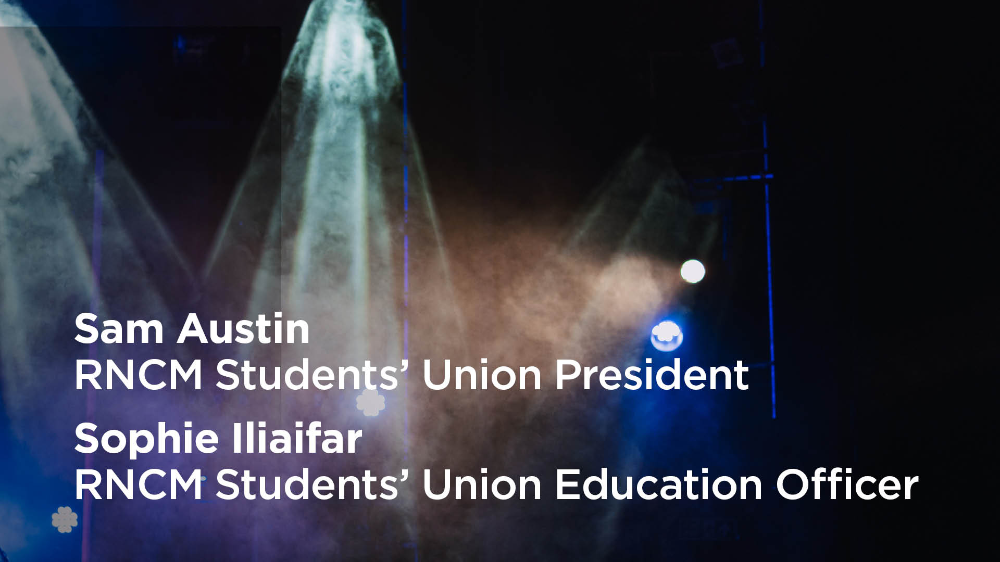 Sam Austin
RNCM Students’ Union President
Sophie Iliaifar
RNCM Students’ Union Education Officer